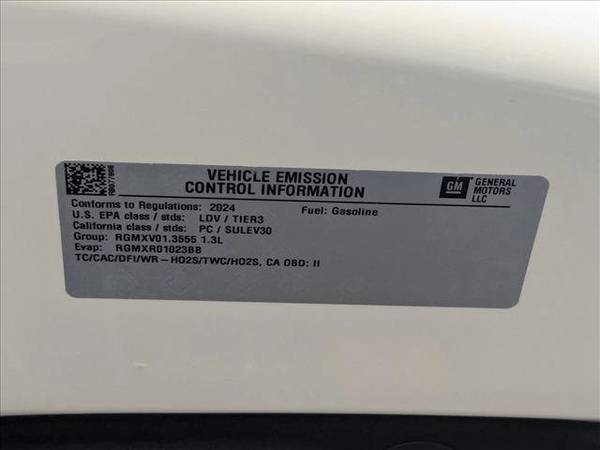 VEHICLE EMISSION
CONTROL INFORMATION
GM
GENERAL
MOTORS
LLC
Conforms to Regulations: 2024
Fuel: Gasoline
U.S. EPA class / stds: LDV / TIER3
California class / stds: PC / SULEV30
Group: RGMXV01.3555 1.3L
Evap: RGMXR01023BB
TC/CAC/DFI/WR-HO2S/TWC/HO2S, CA OBD: II